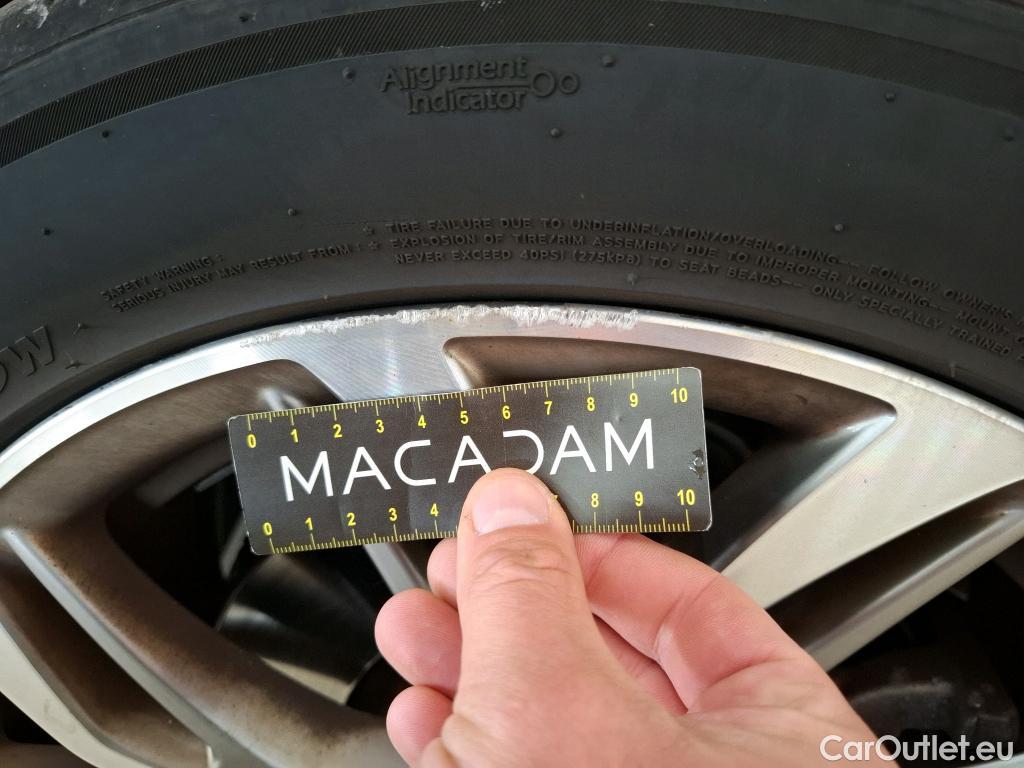 Alignment
Indicator
SAFETY WARNING:
SERIOUS INJURY MAY RESULT FROM:
* TIRE FAILURE DUE TO UNDERINFLATION/OVERLOADING-- FOLLOW OWNER'S
* EXPLOSION OF TIRE/RIM ASSEMBLY DUE TO IMPROPER MOUNTING--
NEVER EXCEED 40PSI (275kPa) TO SEAT BEADS-- ONLY SPECIALLY TRAINED
OW
0 1 2 3 4 5 6 7 8 9 10
MACADAM
0 1 2 3 4 8 9 10
CarOutlet.eu